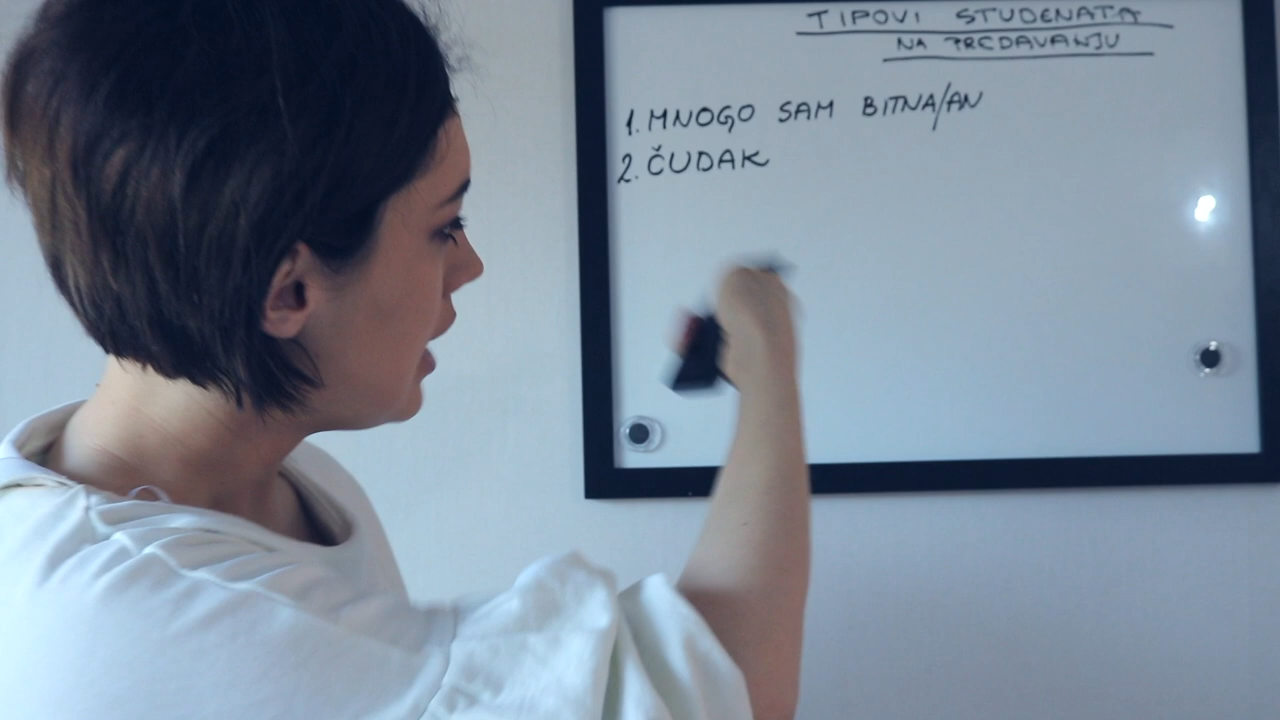 TIPOVI STUDENATA
NA PREDAVANJU
1. MNOGO SAM BITNA/AN
2. ČUDAK